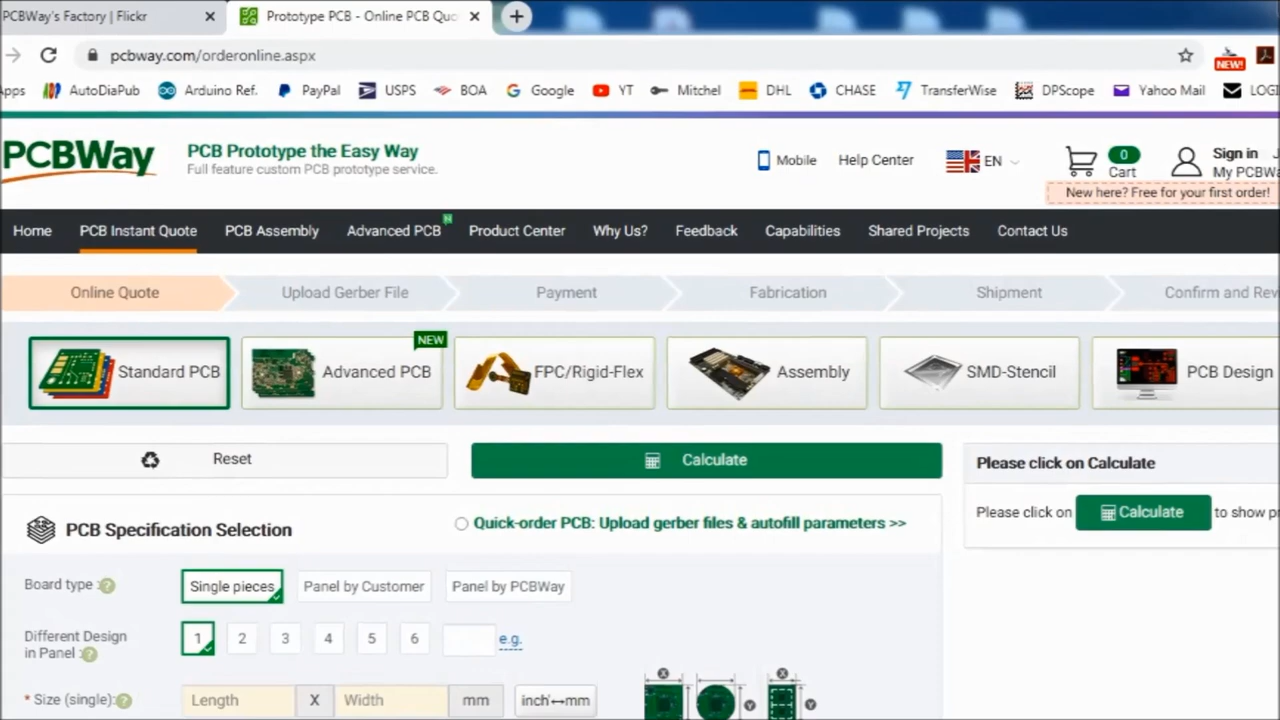 PCBWay's Factory | Flickr
Prototype PCB - Online PCB Quo
pcbway.com/orderonline.aspx
NEW!
Apps AutoDiaPub Arduino Ref. PayPal USPS BOA Google YT Mitchel DHL CHASE TransferWise DPScope Yahoo Mail LOGI
PCBWay
PCB Prototype the Easy Way
Full feature custom PCB prototype service.
Mobile Help Center EN 0 Cart Sign in J
My PCBWa
New here? Free for your first order!
Home PCB Instant Quote PCB Assembly Advanced PCB N Product Center Why Us? Feedback Capabilities Shared Projects Contact Us
Online Quote Upload Gerber File Payment Fabrication Shipment Confirm and Rev
Standard PCB Advanced PCB NEW FPC/Rigid-Flex Assembly SMD-Stencil PCB Design
Reset Calculate
Please click on Calculate
Please click on Calculate to show pr
PCB Specification Selection
Quick-order PCB: Upload gerber files & autofill parameters >>
Board type : ? Single pieces Panel by Customer Panel by PCBWay
Different Design
in Panel : ? 1 2 3 4 5 6 e.g.
* Size (single): ? Length X Width mm inch↔mm
X X Y Y